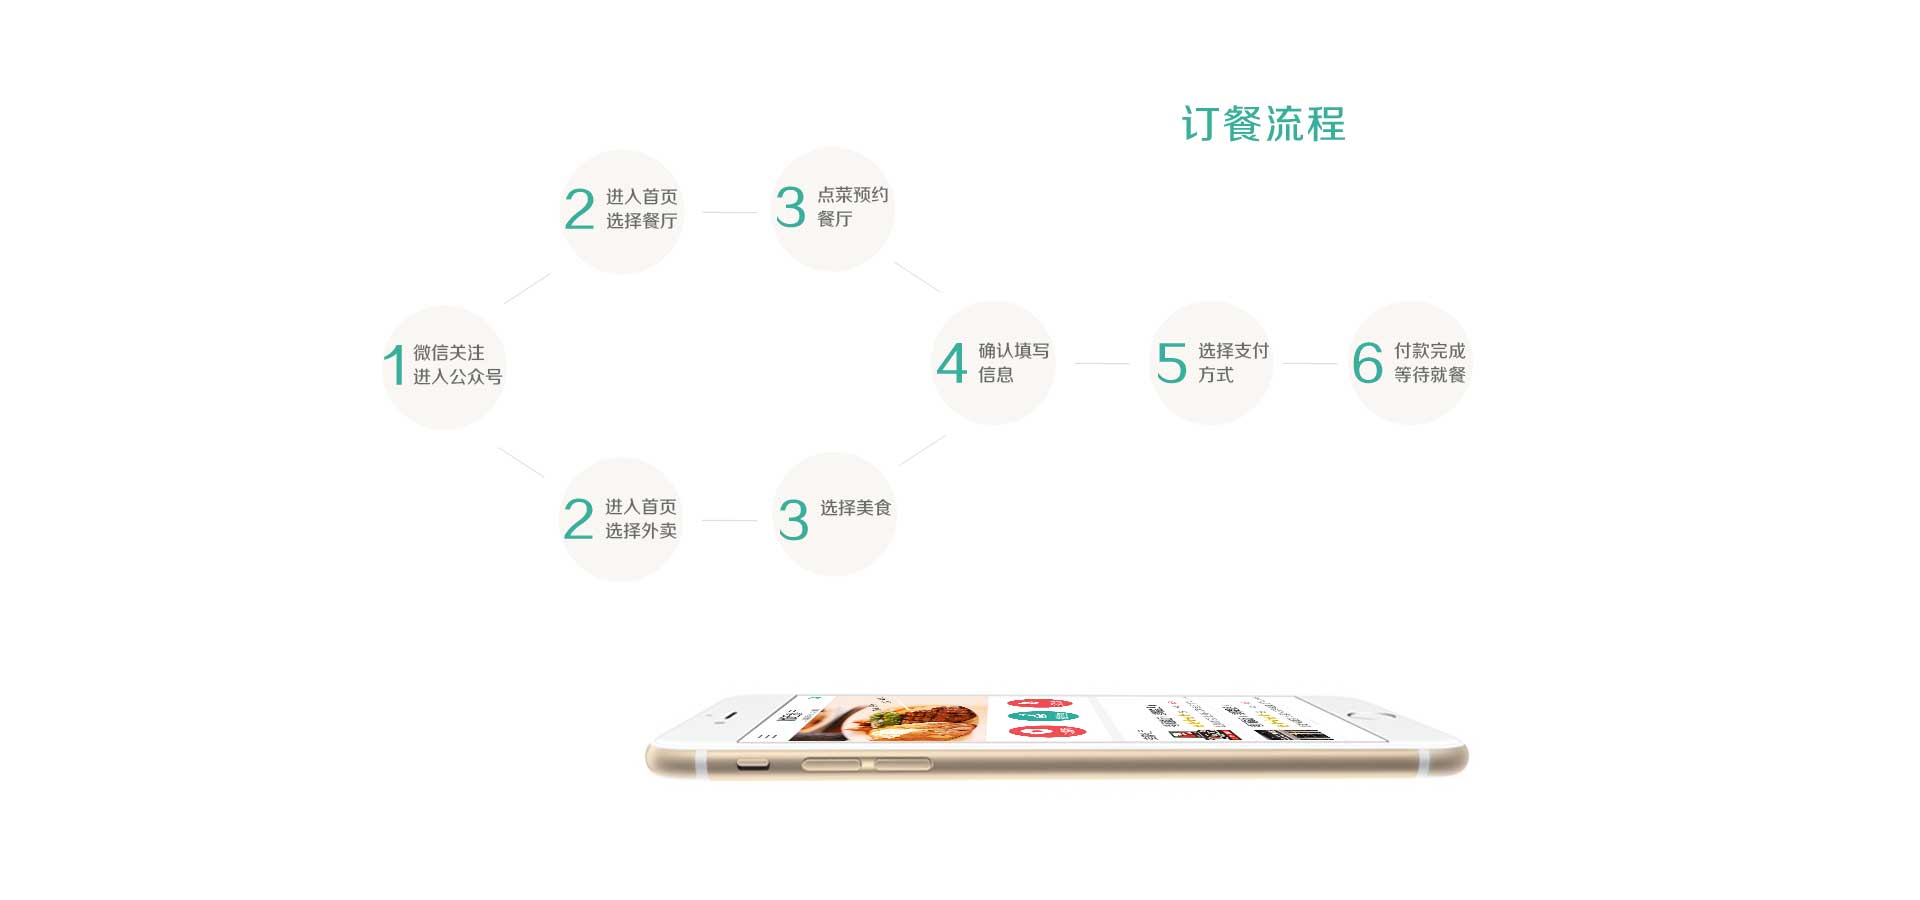 订餐流程
1 微信关注
进入公众号
2 进入首页
选择餐厅
3 点菜预约
餐厅
2 进入首页
选择外卖
3 选择美食
4 确认填写
信息
5 选择支付
方式
6 付款完成
等待就餐